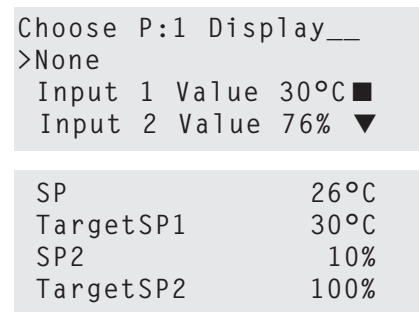 Choose P:1 Display__
>None
Input 1 Value 30°C■
Input 2 Value 76% ▼
SP 26°C
TargetSP1 30°C
SP2 10%
TargetSP2 100%